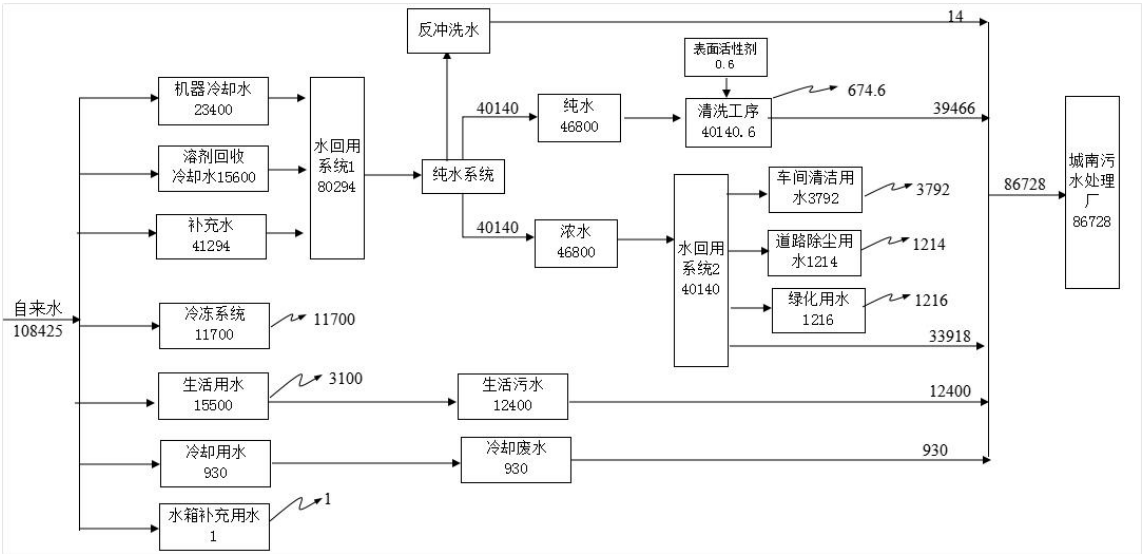 反冲洗水
14
表面活性剂
0.6
机器冷却水
23400
水回用
系统1
80294
40140
纯水
46800
清洗工序
40140.6
674.6
39466
城南污
水处理
厂
86728
溶剂回收
冷却水15600
纯水系统
车间清洁用
水3792
3792
86728
补充水
41294
40140
浓水
46800
水回用
系统2
40140
道路除尘用
水1214
1214
自来水
108425
冷冻系统
11700
11700
绿化用水
1216
1216
33918
生活用水
15500
3100
生活污水
12400
12400
冷却用水
930
冷却废水
930
930
水箱补充用水
1
1